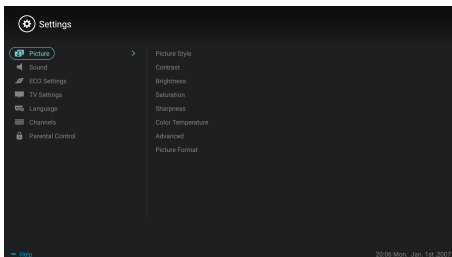 Settings
Picture
Sound
ECO Settings
TV Settings
Language
Channels
Parental Control
Picture Style
Contrast
Brightness
Saturation
Sharpness
Color Temperature
Advanced
Picture Format
Help
20:06 Mon. Jan. 1st 2007